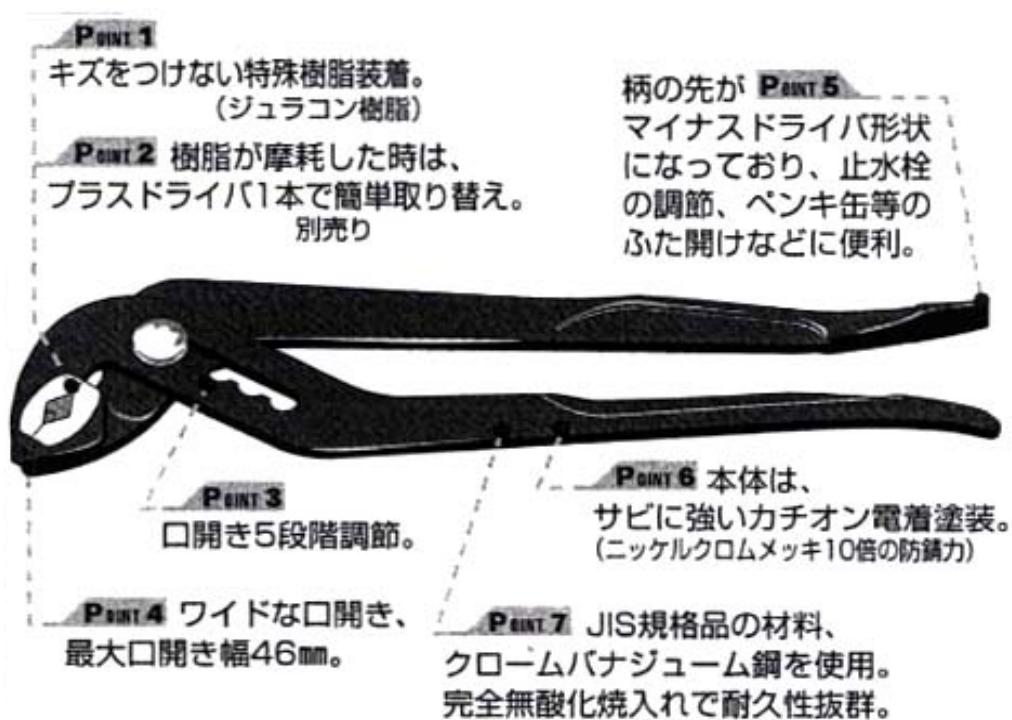 POINT 1
キズをつけない特殊樹脂装着。
（ジュラコン樹脂）
POINT 2 樹脂が摩耗した時は、
プラスドライバ1本で簡単取り替え。
別売り
POINT 3
口開き5段階調節。
POINT 4 ワイドな口開き、
最大口開き幅46㎜。
柄の先が POINT 5
マイナスドライバ形状
になっており、止水栓
の調節、ペンキ缶等の
ふた開けなどに便利。
POINT 6 本体は、
サビに強いカチオン電着塗装。
（ニッケルクロムメッキ10倍の防錆力）
POINT 7 JIS規格品の材料、
クロームバナジューム鋼を使用。
完全無酸化焼入れで耐久性抜群。